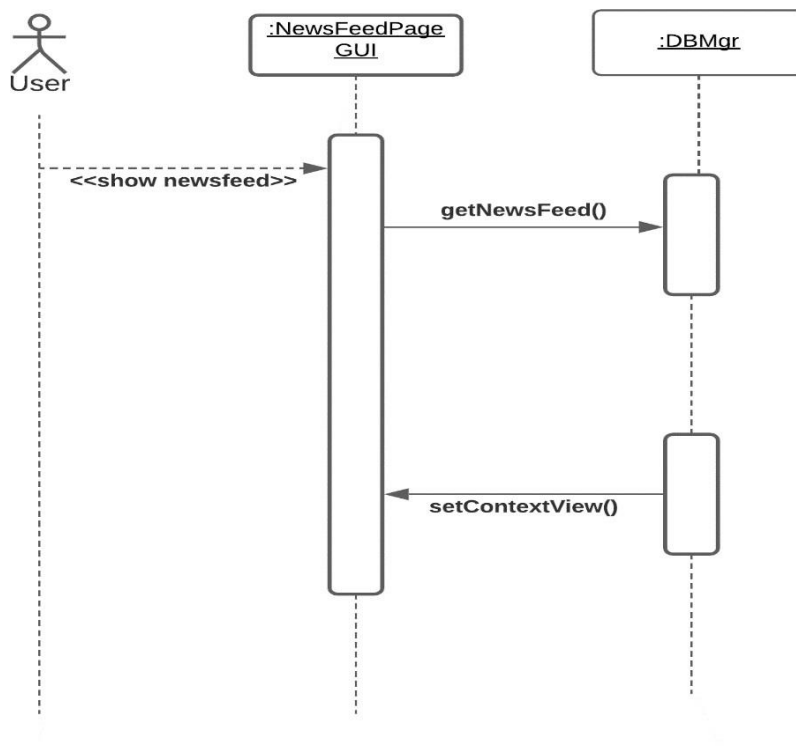 :NewsFeedPage
GUI
:DBMgr
User
<<show newsfeed>>
getNewsFeed()
setContextView()